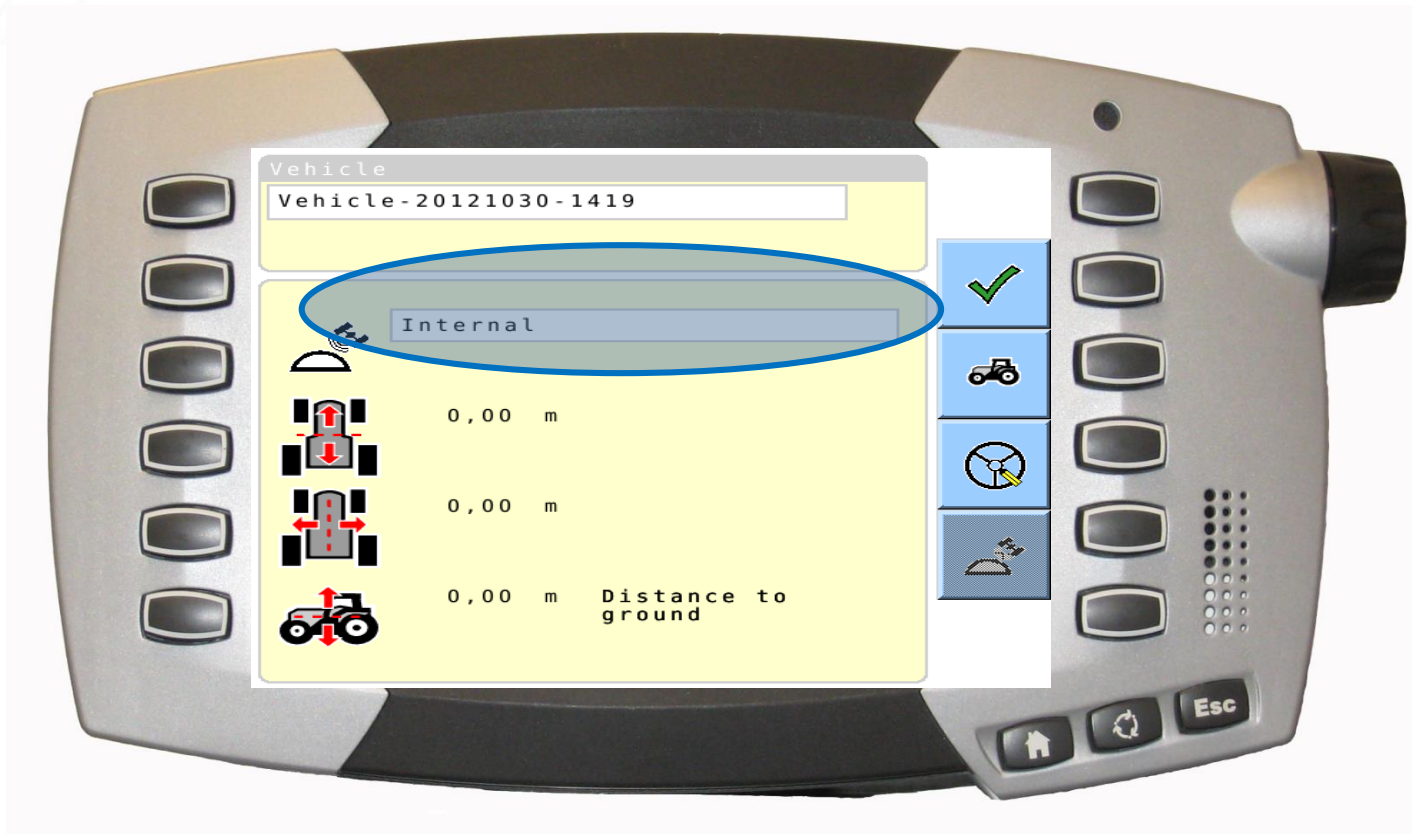 Vehicle
Vehicle-20121030-1419
Internal
0,00 m
0,00 m
0,00 m Distance to
ground
Esc